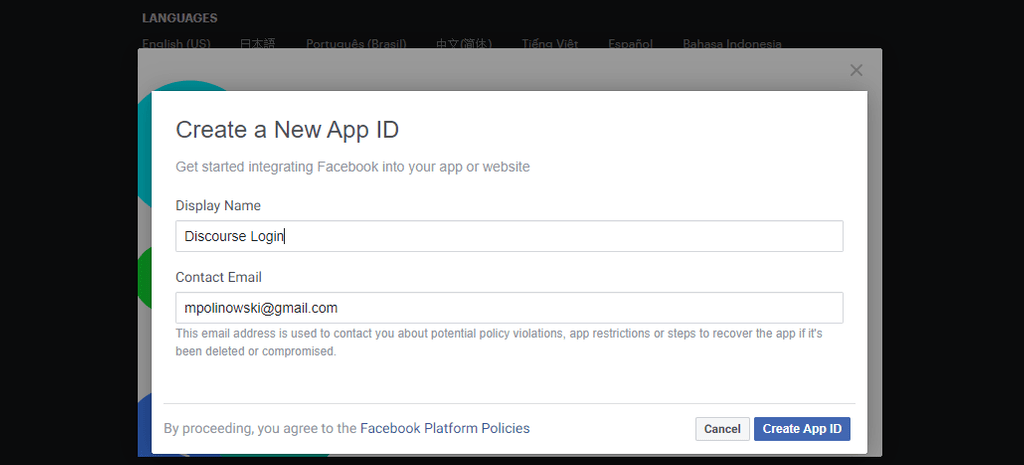 LANGUAGES
English (US) 日本語 Português (Brasil) 中文(简体) Tiếng Việt Español Bahasa Indonesia
Create a New App ID
Get started integrating Facebook into your app or website
Display Name
Discourse Login
Contact Email
mpolinowski@gmail.com
This email address is used to contact you about potential policy violations, app restrictions or steps to recover the app if it's
been deleted or compromised.
By proceeding, you agree to the Facebook Platform Policies Cancel Create App ID